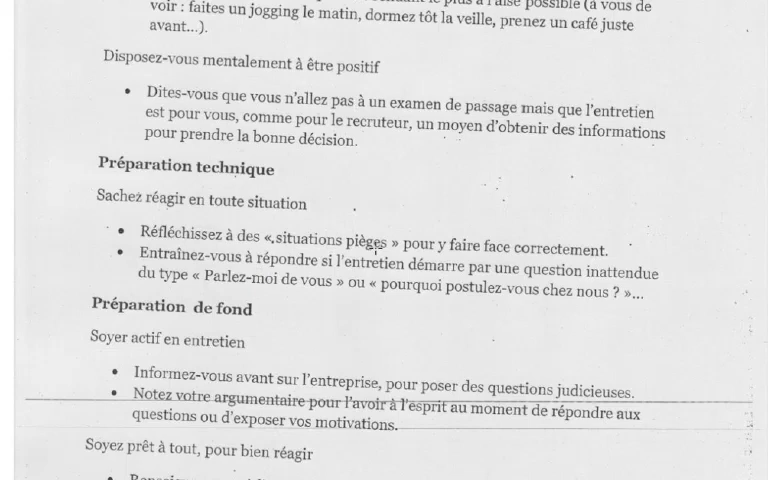 le plus à l'aise possible (à vous de
voir : faites un jogging le matin, dormez tôt la veille, prenez un café juste
avant...).
Disposez-vous mentalement à être positif
• Dites-vous que vous n'allez pas à un examen de passage mais que l'entretien
est pour vous, comme pour le recruteur, un moyen d'obtenir des informations
pour prendre la bonne décision.
Préparation technique
Sachez réagir en toute situation
• Réfléchissez à des « situations pièges » pour y faire face correctement.
• Entraînez-vous à répondre si l'entretien démarre par une question inattendue
du type « Parlez-moi de vous » ou « pourquoi postulez-vous chez nous ? »...
Préparation de fond
Soyer actif en entretien
• Informez-vous avant sur l'entreprise, pour poser des questions judicieuses.
• Notez votre argumentaire pour l'avoir à l'esprit au moment de répondre aux
questions ou d'exposer vos motivations.
Soyez prêt à tout, pour bien réagir